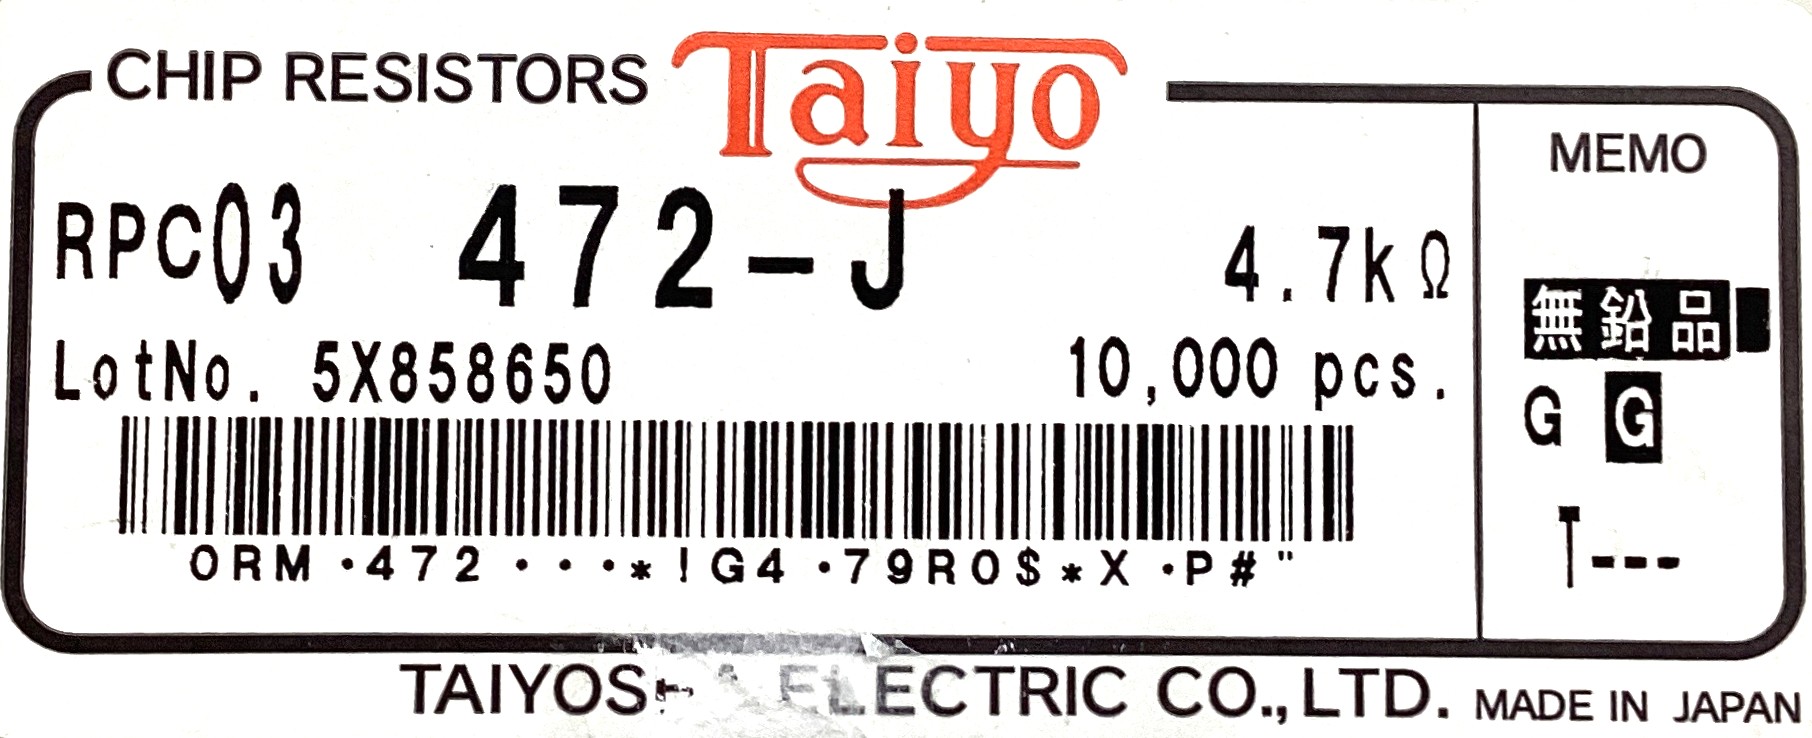 CHIP RESISTORS Taiyo
RPC03 472-J 4.7kΩ
LotNo. 5X858650 10,000 pcs.
ORM·472···*!G4·79R0$*X·P#"
MEMO
無鉛品
G G
T---
ELECTRIC CO., LTD. MADE IN JAPAN